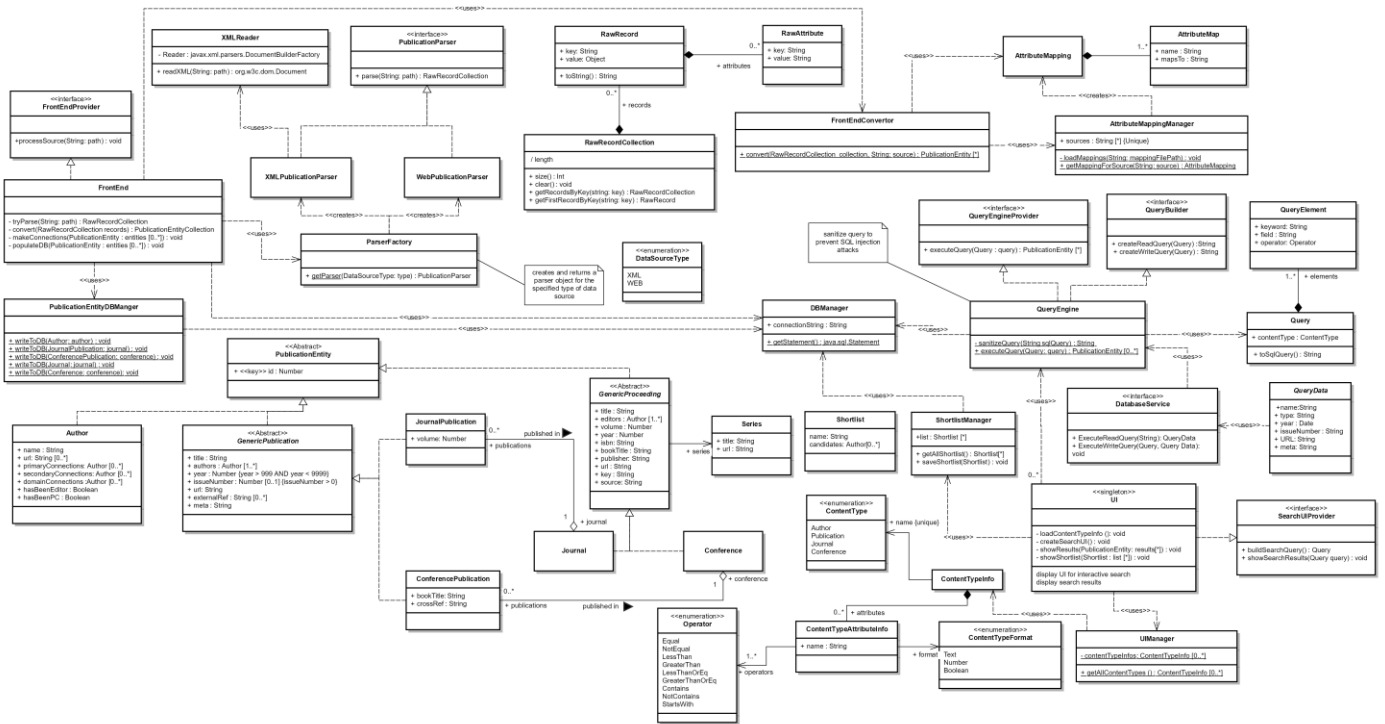 <<uses>>
XMLReader
- Reader : javax.xml.parsers.DocumentBuilderFactory
+ readXML(String: path) : org.w3c.dom.Document
<<interface>>
PublicationParser
+ parse(String: path) : RawRecordCollection
RawRecord
+ key: String
+ value: Object
+ toString() : String
0..*
+ attributes
RawAttribute
+ key: String
+ value: String
<<uses>>
AttributeMapping
1..*
AttributeMap
+ name : String
+ mapsTo : String
<<interface>>
FrontEndProvider
+processSource(String: path) : void
<<uses>>
0..*
+ records
<<creates>>
FrontEndConvertor
+ convert(RawRecordCollection collection, String: source) : PublicationEntity [*]
<<uses>>
AttributeMappingManager
+ sources : String [*] {Unique}
- loadMappings(String: mappingFilePath) : void
+ getMappingForSource(String: source) : AttributeMapping
RawRecordCollection
/ length
+ size() : Int
+ clear() : void
+ getRecordsByKey(string: key) : RawRecordCollection
+ getFirstRecordByKey(string: key) : RawRecord
XMLPublicationParser
WebPublicationParser
FrontEnd
- tryParse(String: path) : RawRecordCollection
- convert(RawRecordCollection records) : PublicationEntityCollection
- makeConnections(PublicationEntity : entities [0..*]) : void
- populateDB(PublicationEntity : entities [0..*]) : void
<<creates>>
<<creates>>
<<uses>>
ParserFactory
+ getParser(DataSourceType: type) : PublicationParser
creates and returns a
parser object for the
specified type of data
source
<<enumeration>>
DataSourceType
XML
WEB
sanitize query to
prevent SQL injection
attacks
<<interface>>
QueryEngineProvider
+ executeQuery(Query : query) : PublicationEntity [*]
<<interface>>
QueryBuilder
+ createReadQuery(Query) : String
+ createWriteQuery(Query) : String
QueryElement
+ keyword: String
+ field : String
+ operator: Operator
1..*
+ elements
<<uses>>
PublicationEntityDBManger
+ writeToDB(Author: author) : void
+ writeToDB(JournalPublication: journal) : void
+ writeToDB(ConferencePublication: conference) : void
+ writeToDB(Journal: journal) : void
+ writeToDB(Conference: conference): void
<<uses>>
<<uses>>
DBManager
+ connectionString : String
+ getStatement() : java.sql.Statement
<<uses>>
QueryEngine
- sanitizeQuery(String sqlQuery) : String
+ executeQuery(Query: query) : PublicationEntity [0..*]
<<uses>>
Query
+ contentType : ContentType
+ toSqlQuery() : String
<<Abstract>>
PublicationEntity
+ <<key>> id : Number
<<uses>>
<<uses>>
<<uses>>
<<Abstract>>
GenericProceeding
+ title : String
+ editors : Author [1..*]
+ volume : Number
+ year : Number
+ isbn : String
+ bookTitle : String
+ publisher : String
+ url : String
+ key : String
+ source : String
+ series
Series
+ title: String
+ url : String
Shortlist
name: String
candidates: Author[0..*]
ShortlistManager
+list : Shortlist [*]
+ getAllShortlist() : Shortlist[*]
+ saveShortlist(Shortlist) : void
<<interface>>
DatabaseService
+ ExecuteReadQuery(String): QueryData
+ ExecuteWriteQuery(Query, Query Data):
void
<<uses>>
QueryData
+name:String
+ type: String
+ year : Date
+ issueNumber : String
+ URL: String
+ meta: String
Author
+ name : String
+ url : String [0..*]
+ primaryConnections: Author [0..*]
+ secondaryConnections: Author [0..*]
+ domainConnections :Author [0..*]
+ hasBeenEditor : Boolean
+ hasBeenPC : Boolean
<<Abstract>>
GenericPublication
+ title : String
+ authors : Author [1..*]
+ year : Number {year > 999 AND year < 9999}
+ issueNumber : Number [0..1] {issueNumber > 0}
+ url: String
+ externalRef : String [0..*]
+ meta : String
JournalPublication
+ volume: Number
0..*
+ publications
published in
1
+ journal
Journal
Conference
1
+ conference
ConferencePublication
+ bookTitle : String
+ crossRef : String
0..*
+ publications
published in
<<enumeration>>
ContentType
Author
Publication
Journal
Conference
+ name {unique}
0..*
<<uses>>
<<singleton>>
UI
- loadContentTypeInfo (): void
- createSearchUI() : void
- showResults(PublicationEntity: results[*]) : void
- showShortlist(Shortlist : list [*]) : void
display UI for interactive search
display search results
<<interface>>
SearchUIProvider
+ buildSearchQuery() : Query
+ showSearchResults(Query query) : void
ContentTypeInfo
0..*
+ attributes
<<uses>>
<<uses>>
<<enumeration>>
Operator
Equal
NotEqual
LessThan
GreaterThan
LessThanOrEq
GreaterThanOrEq
Contains
NotContains
StartsWith
1..*
+ operators
ContentTypeAttributeInfo
+ name : String
+ format
<<enumeration>>
ContentTypeFormat
Text
Number
Boolean
UIManager
- contentTypeInfos: ContentTypeInfo [0..*]
+ getAllContentTypes () : ContentTypeInfo [0..*]